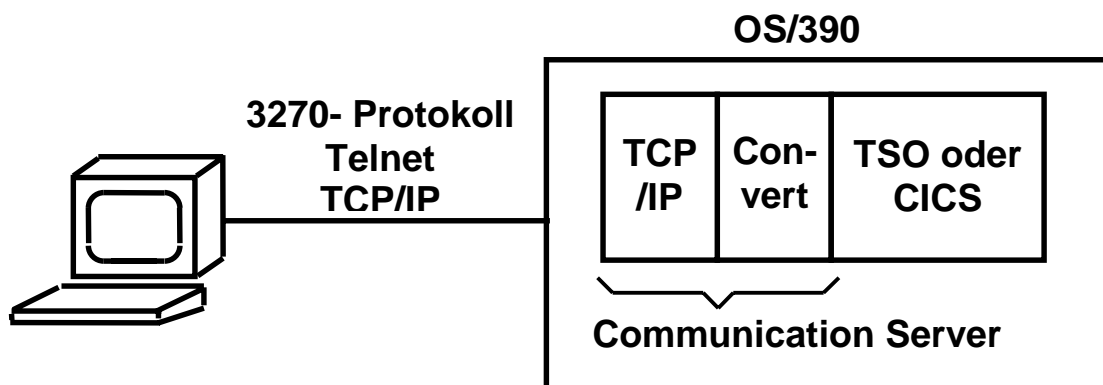 OS/390
3270- Protokoll
Telnet
TCP/IP
TCP
/IP
Con-
vert
TSO oder
CICS
Communication Server